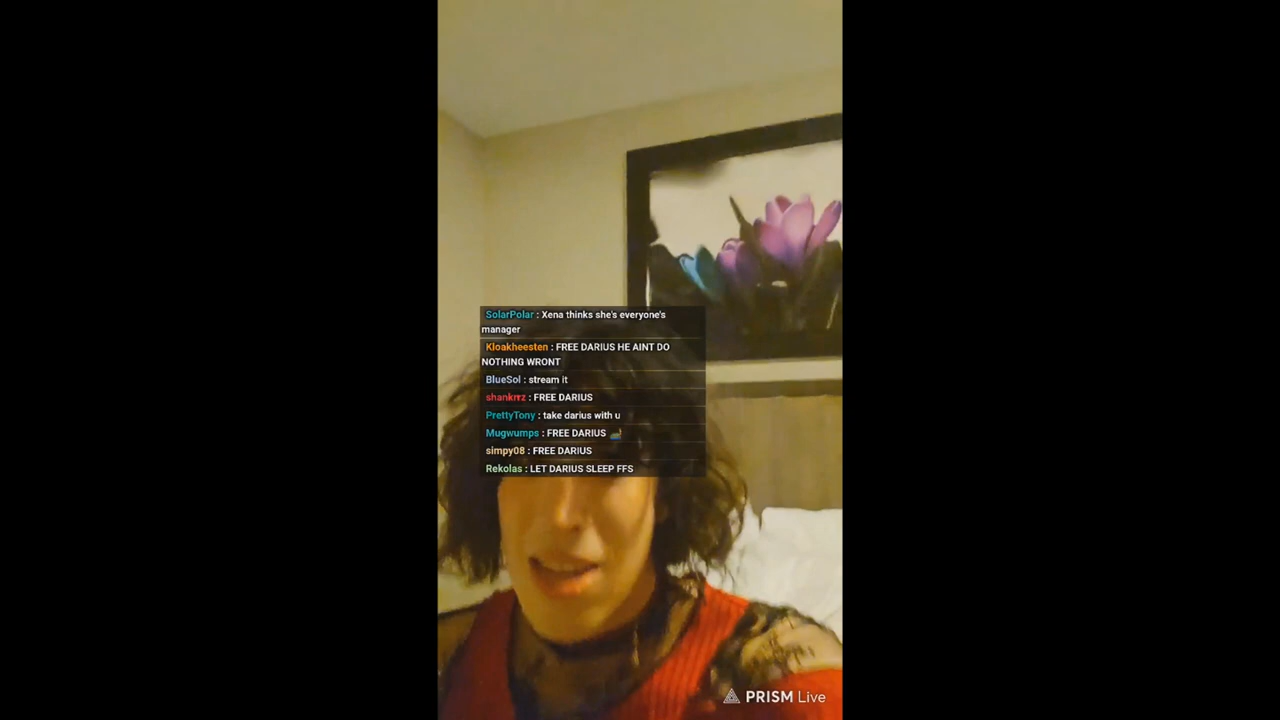 SolarPolar : Xena thinks she's everyone's
manager
Kloakheesten : FREE DARIUS HE AINT DO
NOTHING WRONT
BlueSol : stream it
shankrrz : FREE DARIUS
PrettyTony : take darius with u
Mugwumps : FREE DARIUS
simpy08 : FREE DARIUS
Rekolas : LET DARIUS SLEEP FFS
PRISM Live